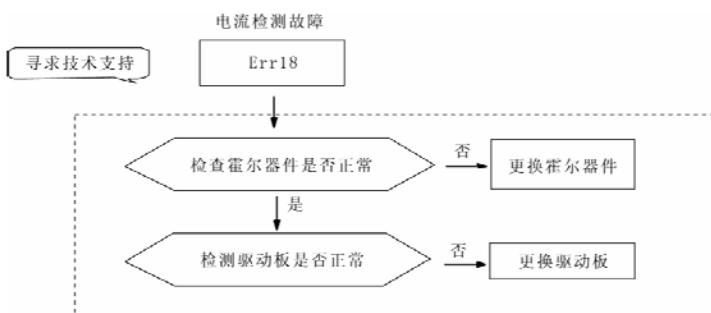 电流检测故障
Err18
寻求技术支持
检查霍尔器件是否正常
否
更换霍尔器件
是
检测驱动板是否正常
否
更换驱动板